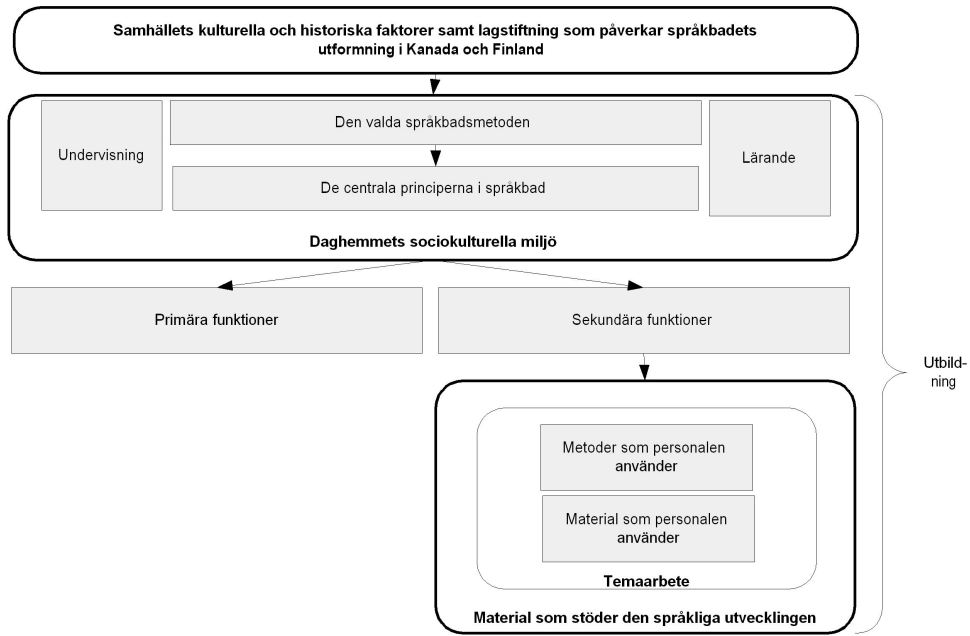 Samhällets kulturella och historiska faktorer samt lagstiftning som påverkar språkbadets
utformning i Kanada och Finland
Undervisning
Den valda språkbadsmetoden
De centrala principerna i språkbad
Lärande
Daghemmets sociokulturella miljö
Primära funktioner
Sekundära funktioner
Utbild-
ning
Metoder som personalen
använder
Material som personalen
använder
Temaarbete
Material som stöder den språkliga utvecklingen